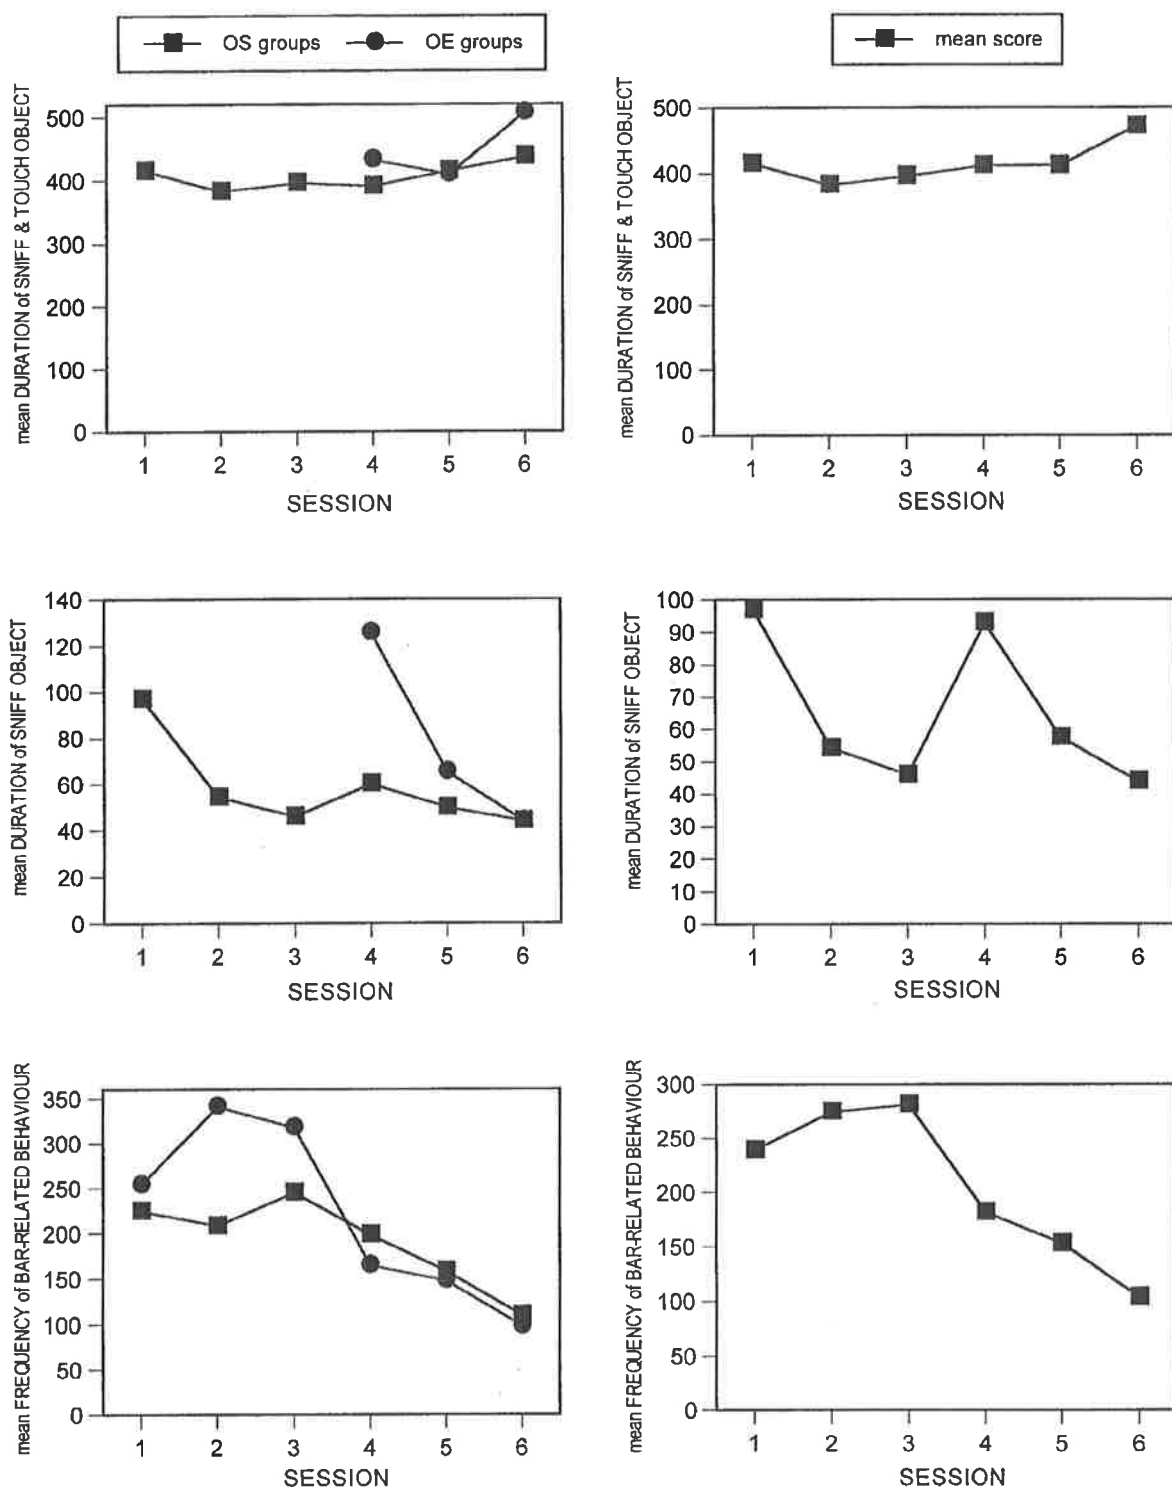 OS groups OE groups
mean score
mean DURATION of SNIFF & TOUCH OBJECT
500
400
300
200
100
0
1 2 3 4 5 6
SESSION
mean DURATION of SNIFF & TOUCH OBJECT
500
400
300
200
100
0
1 2 3 4 5 6
SESSION
mean DURATION of SNIFF OBJECT
140
120
100
80
60
40
20
0
1 2 3 4 5 6
SESSION
mean DURATION of SNIFF OBJECT
100
90
80
70
60
50
40
30
20
10
0
1 2 3 4 5 6
SESSION
mean FREQUENCY of BAR-RELATED BEHAVIOUR
350
300
250
200
150
100
50
0
1 2 3 4 5 6
SESSION
mean FREQUENCY of BAR-RELATED BEHAVIOUR
300
250
200
150
100
50
0
1 2 3 4 5 6
SESSION